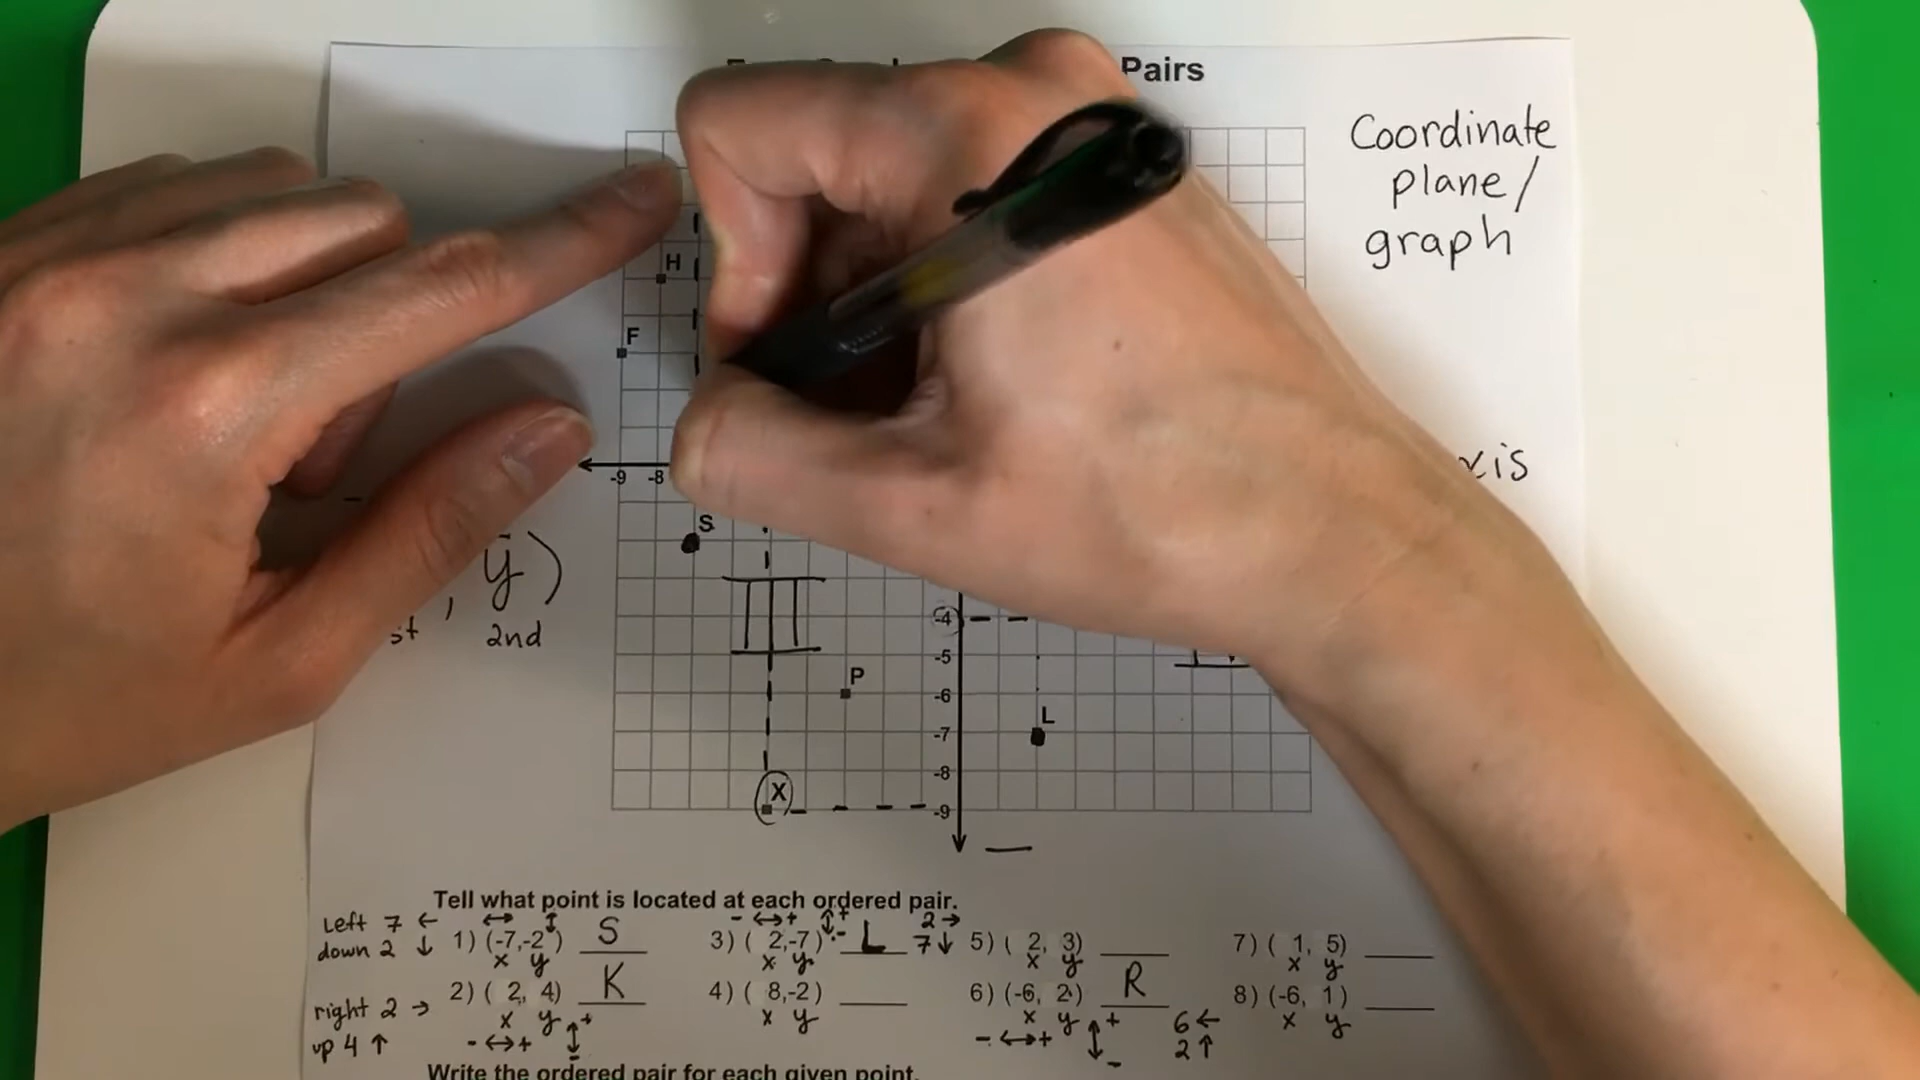 Pairs
Coordinate
plane/
graph
H
F
-9 -8
xis
S
y)
,
st 2nd
III
-4
-5
P
-6
L
-7
-8
X
-9
Tell what point is located at each ordered pair.
Left 7 ←
down 2 ↓
1) (-7,-2) S
x y
3) ( 2,-7) L
x y
2 →
7 ↓
5) ( 2, 3)
x y
7) ( 1, 5)
x y
right 2 →
up 4 ↑
2) ( 2, 4) K
x y
- ↔ + ↕ + -
4) ( 8,-2)
x y
6) (-6, 2) R
x y
- ↔ + ↕ + -
6 ←
2 ↑
8) (-6, 1)
x y
Write the ordered pair for each given point.